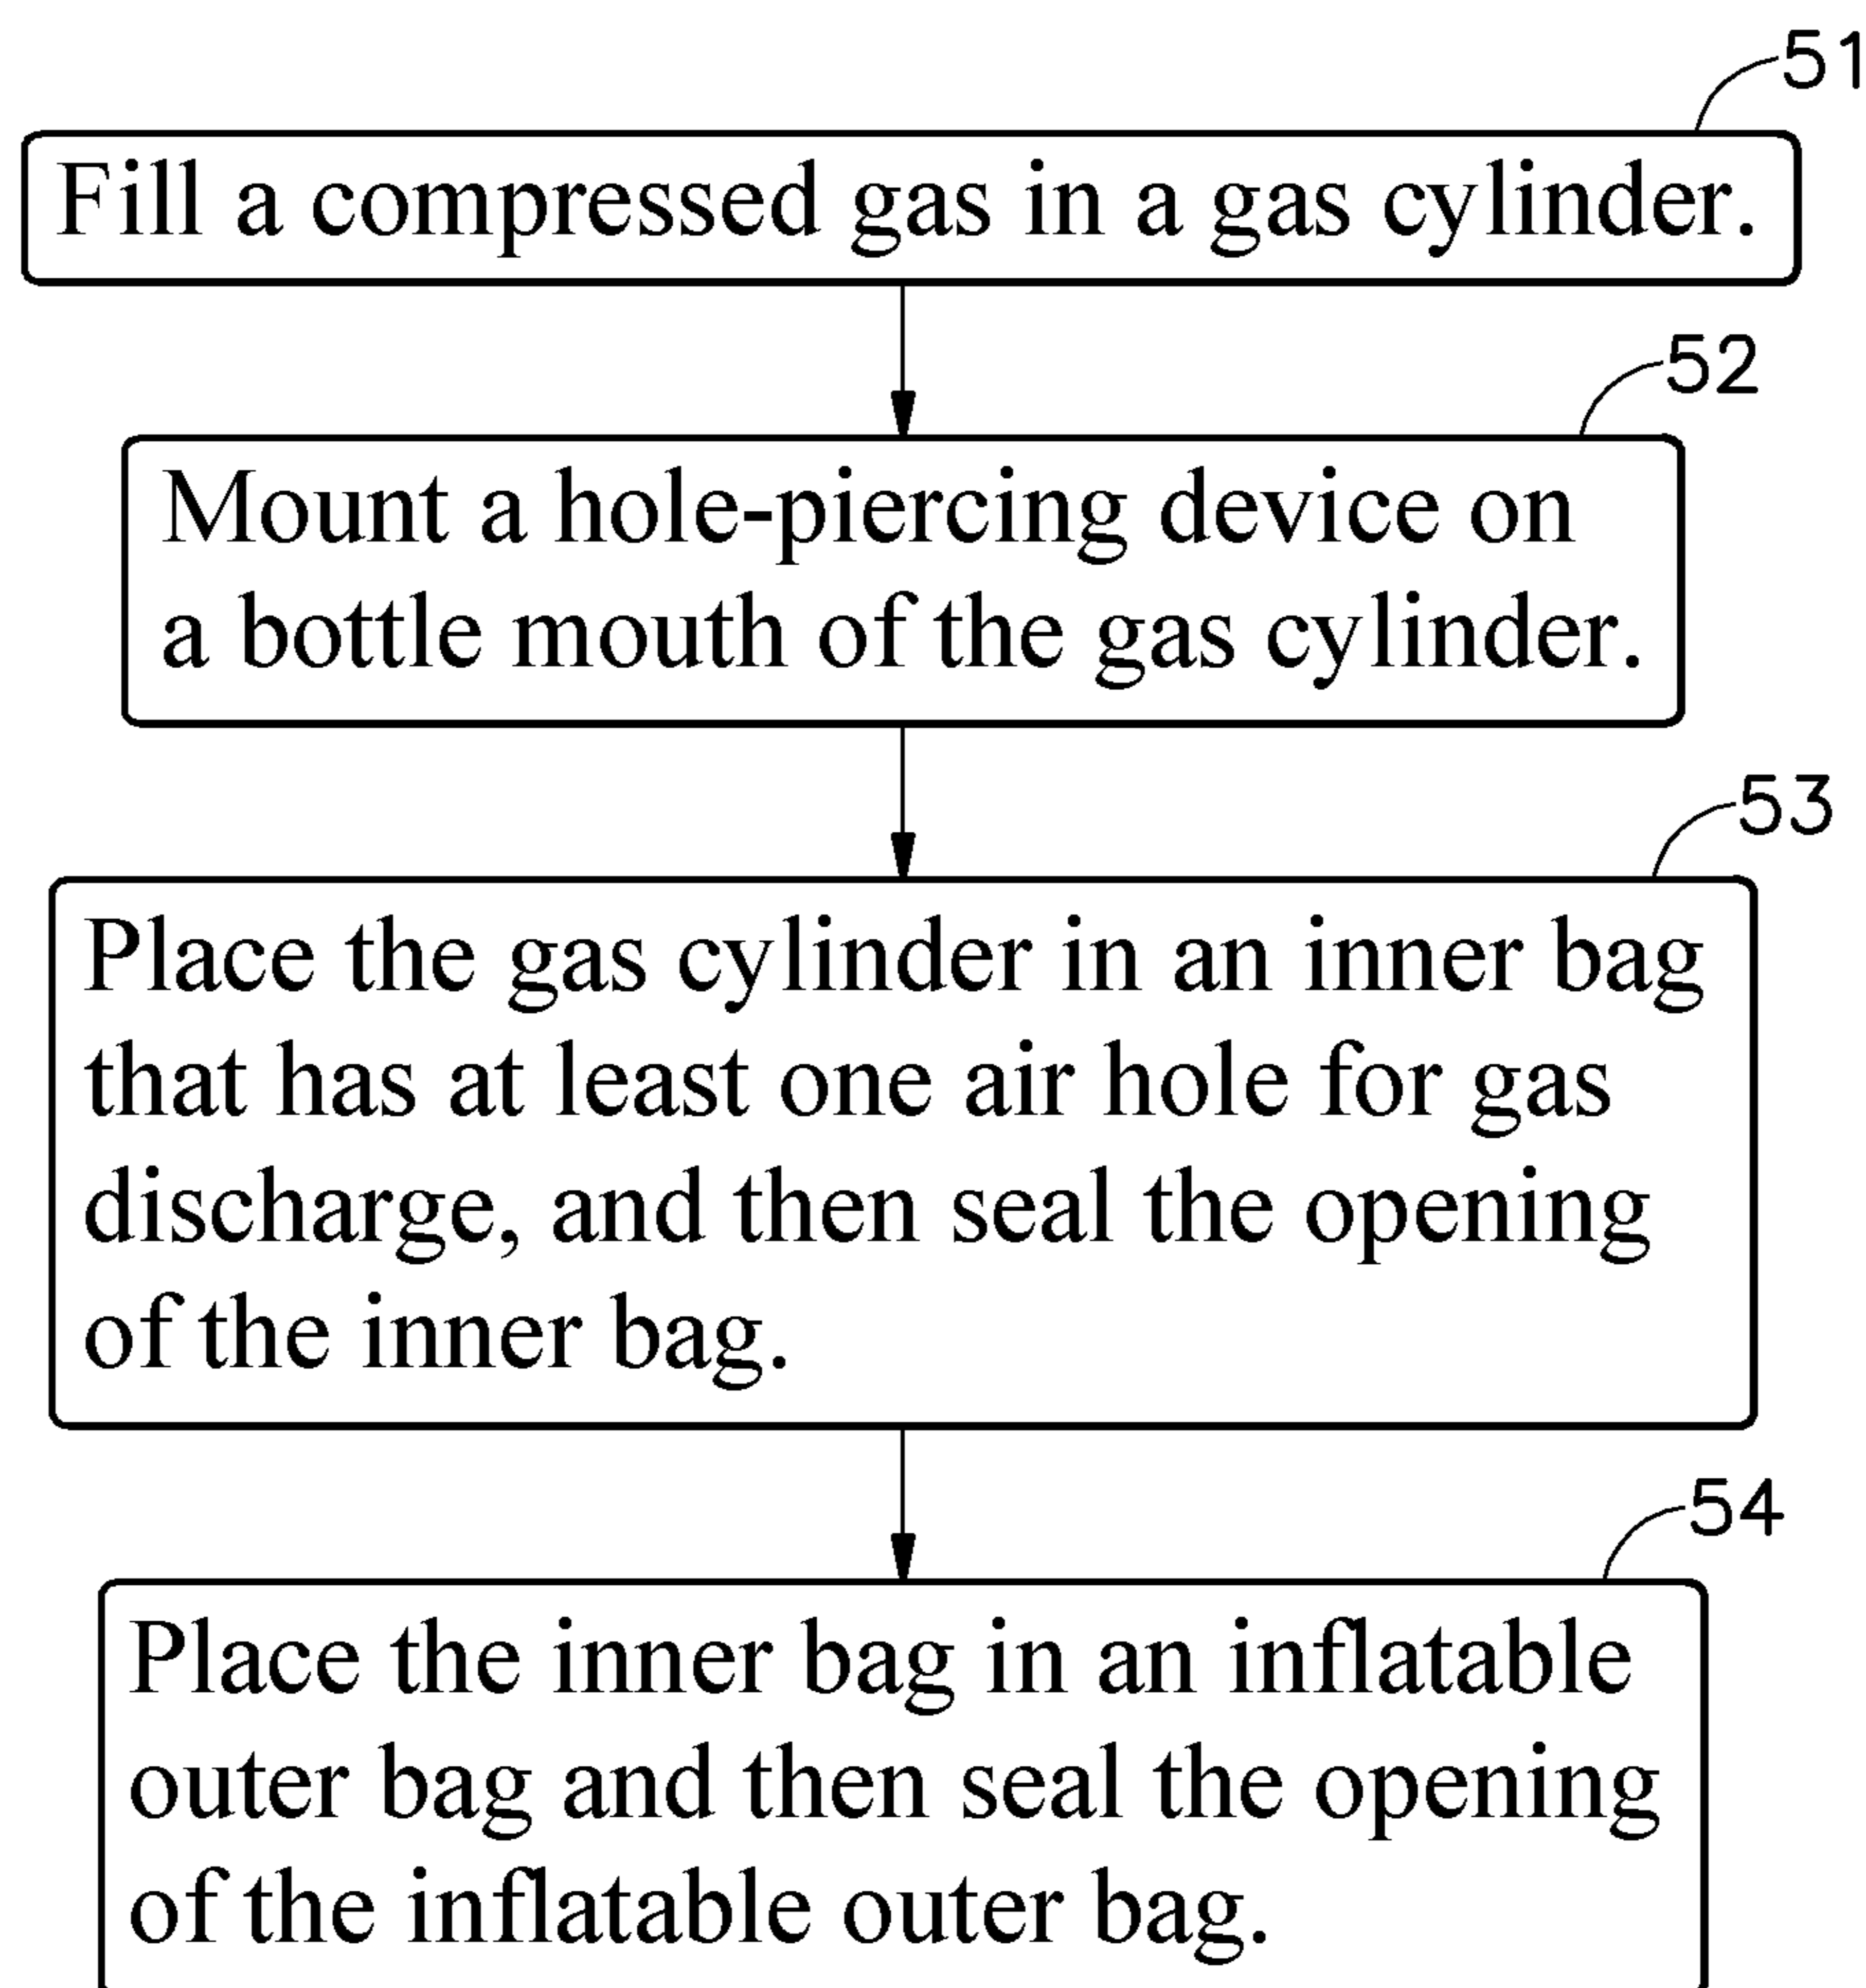 51
Fill a compressed gas in a gas cylinder.
52
Mount a hole-piercing device on
a bottle mouth of the gas cylinder.
53
Place the gas cylinder in an inner bag
that has at least one air hole for gas
discharge, and then seal the opening
of the inner bag.
54
Place the inner bag in an inflatable
outer bag and then seal the opening
of the inflatable outer bag.